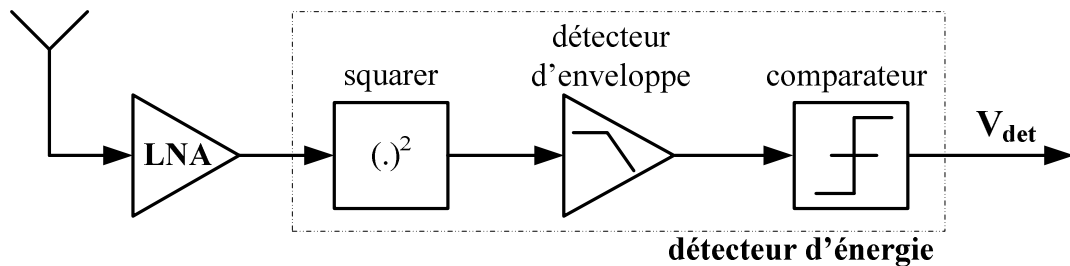 détecteur
d’enveloppe
squarer
comparateur
LNA
(.)²
V_det
détecteur d’énergie